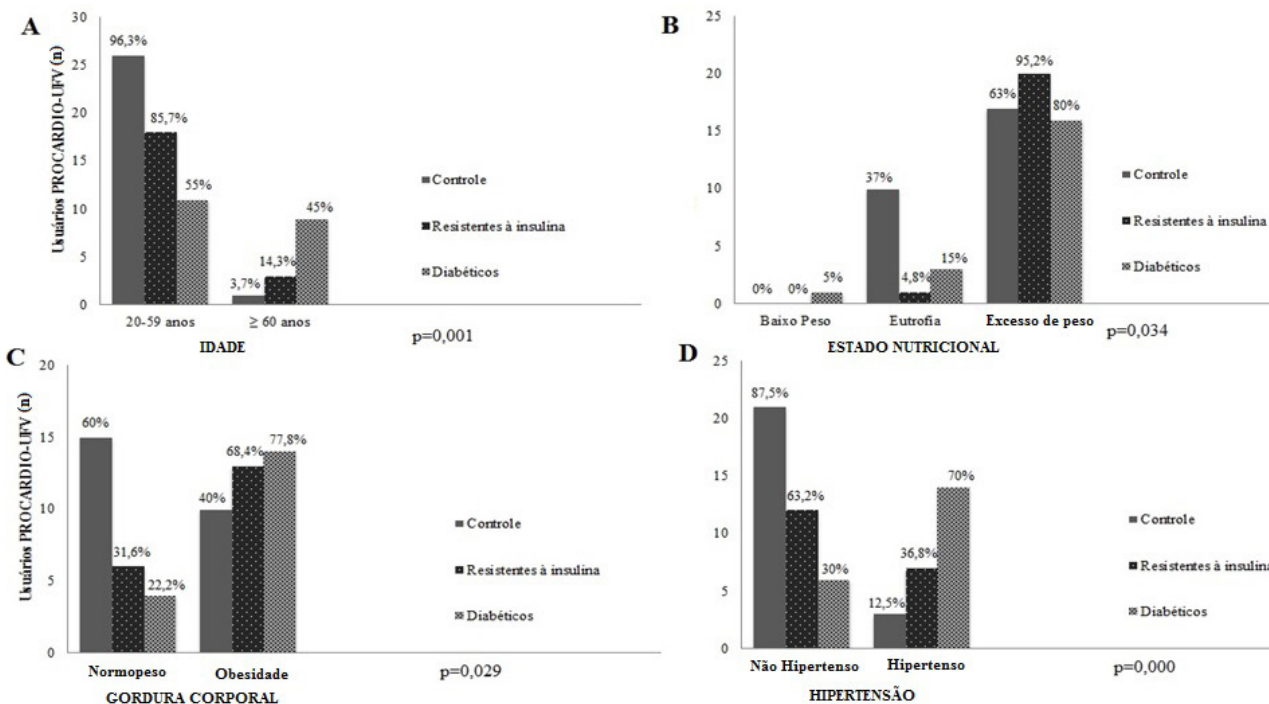 A
Usuários PROCARDIO-UFV (n)
30
25
20
15
10
5
0
96,3%
85,7%
55%
3,7%
14,3%
45%
20-59 anos
≥ 60 anos
IDADE
Controle
Resistentes à insulina
Diabéticos
p=0,001
B
25
20
15
10
5
0
0%
0%
5%
37%
4,8%
15%
63%
95,2%
80%
Baixo Peso
Eutrofia
Excesso de peso
ESTADO NUTRICIONAL
Controle
Resistentes à insulina
Diabéticos
p=0,034
C
Usuários PROCARDIO-UFV (n)
20
15
10
5
0
60%
31,6%
22,2%
40%
68,4%
77,8%
Normopeso
Obesidade
GORDURA CORPORAL
Controle
Resistentes à insulina
Diabéticos
p=0,029
D
25
20
15
10
5
0
87,5%
63,2%
30%
12,5%
36,8%
70%
Não Hipertenso
Hipertenso
HIPERTENSÃO
Controle
Resistentes à insulina
Diabéticos
p=0,000